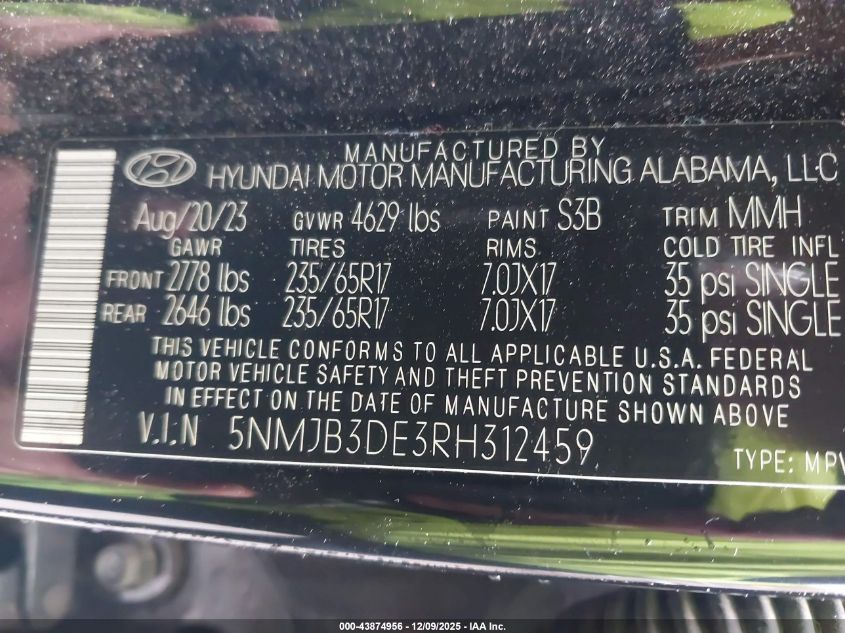 MANUFACTURED BY
HYUNDAI MOTOR MANUFACTURING ALABAMA, LLC
Aug/20/23 GVWR 4629 lbs PAINT S3B TRIM MMH
GAWR TIRES RIMS COLD TIRE INFL
FRONT 2778 lbs 235/65R17 7.0JX17 35 psi SINGLE
REAR 2646 lbs 235/65R17 7.0JX17 35 psi SINGLE
THIS VEHICLE CONFORMS TO ALL APPLICABLE U.S.A. FEDERAL
MOTOR VEHICLE SAFETY AND THEFT PREVENTION STANDARDS
IN EFFECT ON THE DATE OF MANUFACTURE SHOWN ABOVE
V.I.N 5NMJB3DE3RH312459
TYPE: MPV
000-43874956 | 12/09/2025 - IAA Inc.